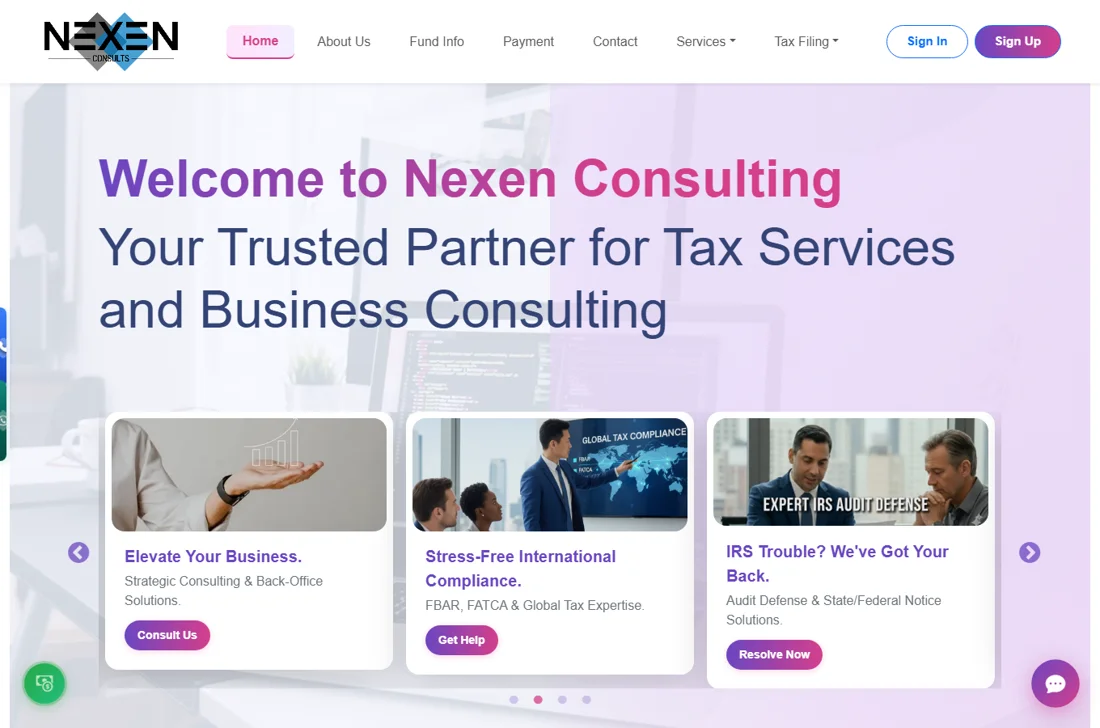 NEXEN
CONSULTS
Home
About Us
Fund Info
Payment
Contact
Services
Tax Filing
Sign In
Sign Up
Welcome to Nexen Consulting
Your Trusted Partner for Tax Services
and Business Consulting
GLOBAL TAX COMPLIANCE
FBAR
FATCA
EXPERT IRS AUDIT DEFENSE
Elevate Your Business.
Strategic Consulting & Back-Office
Solutions.
Consult Us
Stress-Free International
Compliance.
FBAR, FATCA & Global Tax Expertise.
Get Help
IRS Trouble? We've Got Your
Back.
Audit Defense & State/Federal Notice
Solutions.
Resolve Now